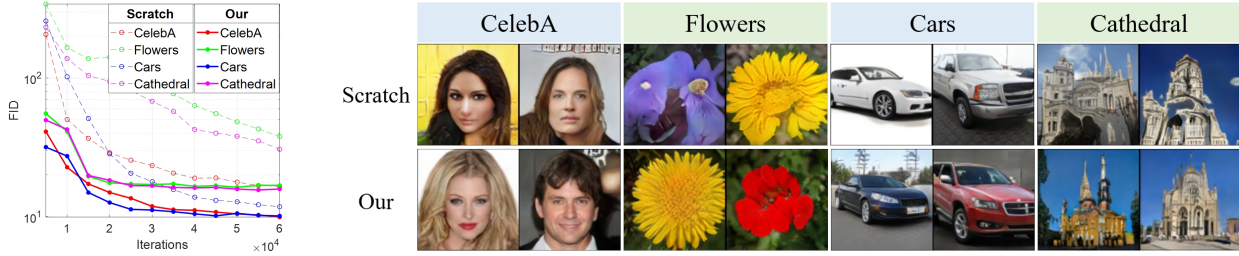 Scratch Our
CelebA CelebA
Flowers Flowers
Cars Cars
Cathedral Cathedral
FID
10²
10¹
1 2 3 4 5 6
Iterations
×10⁴
CelebA Flowers Cars Cathedral
Scratch
Our